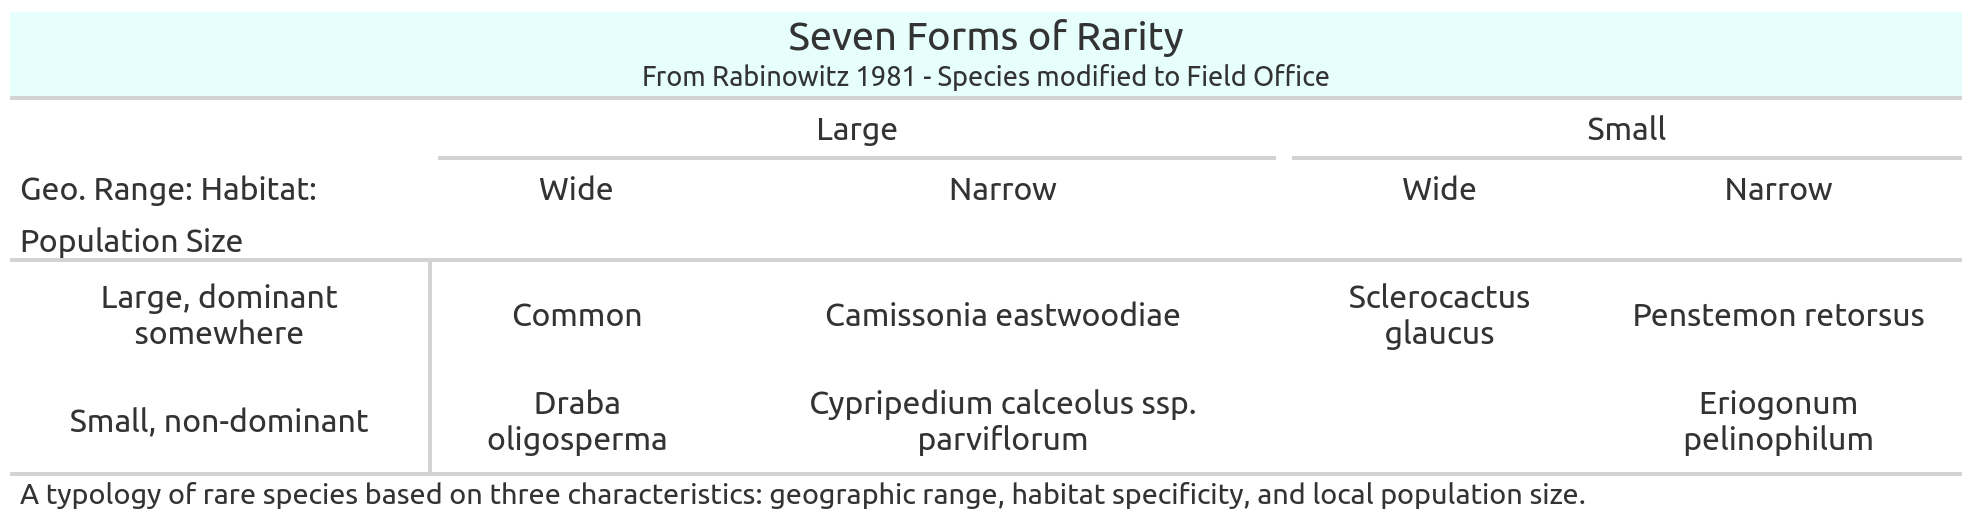 Seven Forms of Rarity
From Rabinowitz 1981 - Species modified to Field Office
Large Small
Geo. Range: Habitat: Wide Narrow Wide Narrow
Population Size
Large, dominant somewhere Common Camissonia eastwoodiae Sclerocactus glaucus Penstemon retorsus
Small, non-dominant Draba oligosperma Cypripedium calceolus ssp. parviflorum Eriogonum pelinophilum
A typology of rare species based on three characteristics: geographic range, habitat specificity, and local population size.